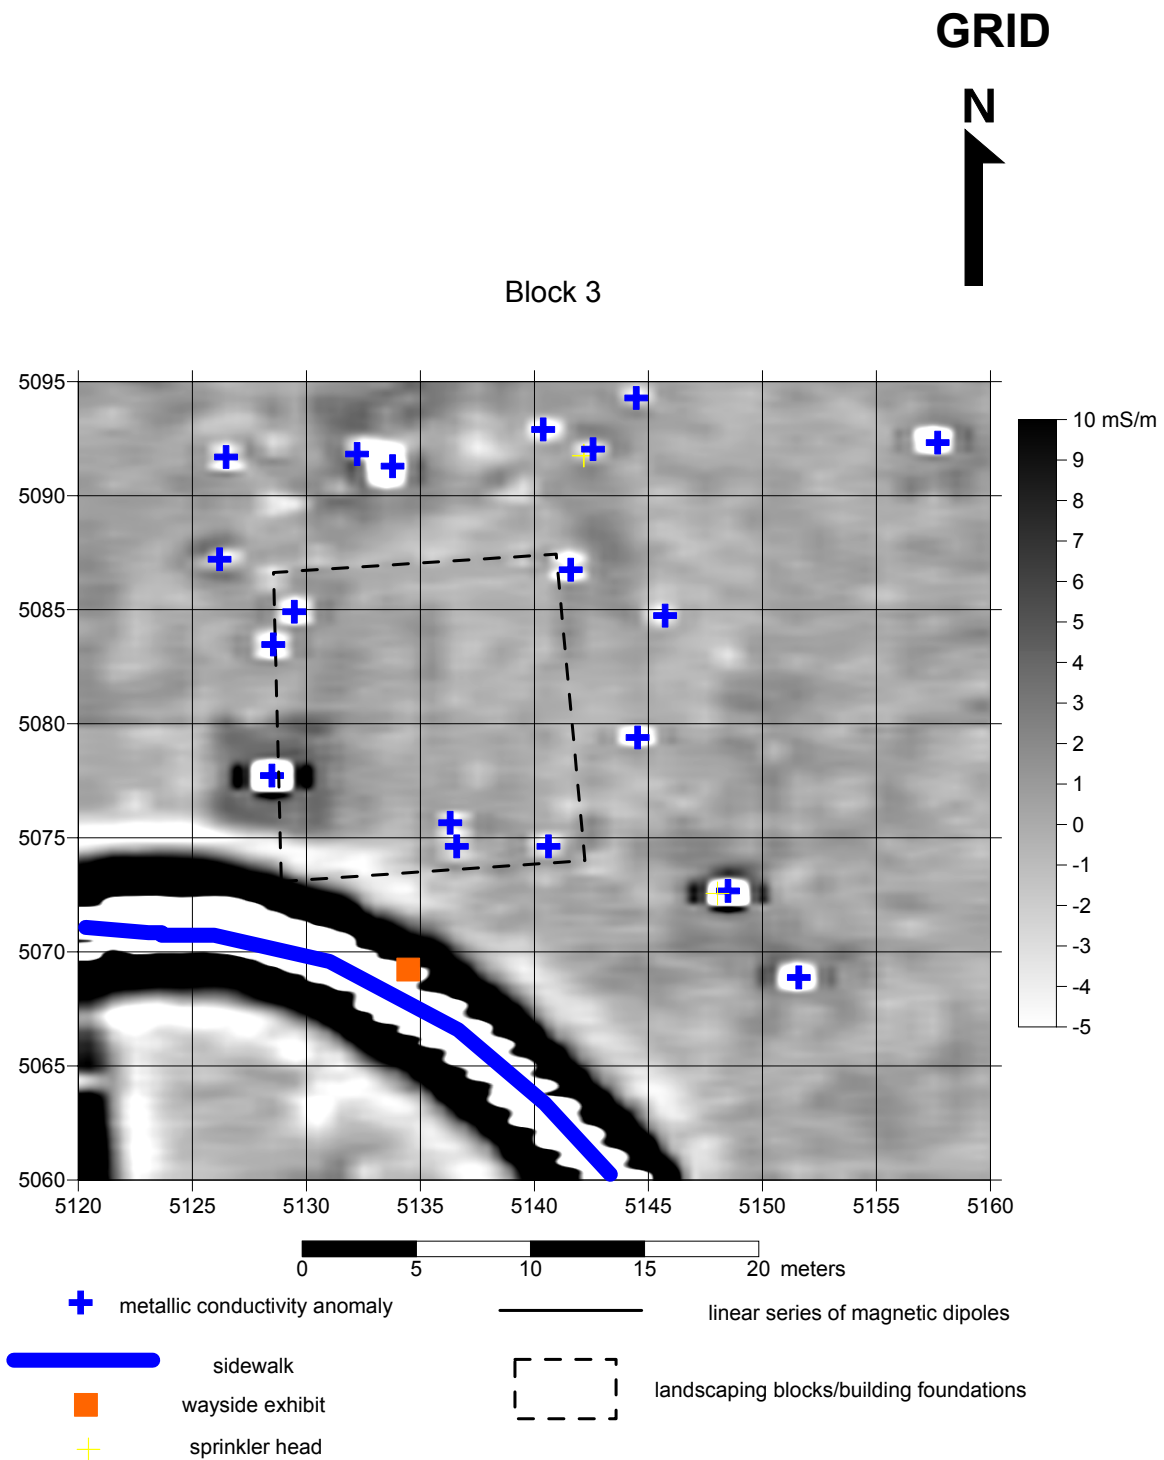 GRID
N
Block 3
5095
5090
5085
5080
5075
5070
5065
5060
5120 5125 5130 5135 5140 5145 5150 5155 5160
10 mS/m
9
8
7
6
5
4
3
2
1
0
-1
-2
-3
-4
-5
0 5 10 15 20 meters
metallic conductivity anomaly
linear series of magnetic dipoles
sidewalk
landscaping blocks/building foundations
wayside exhibit
sprinkler head